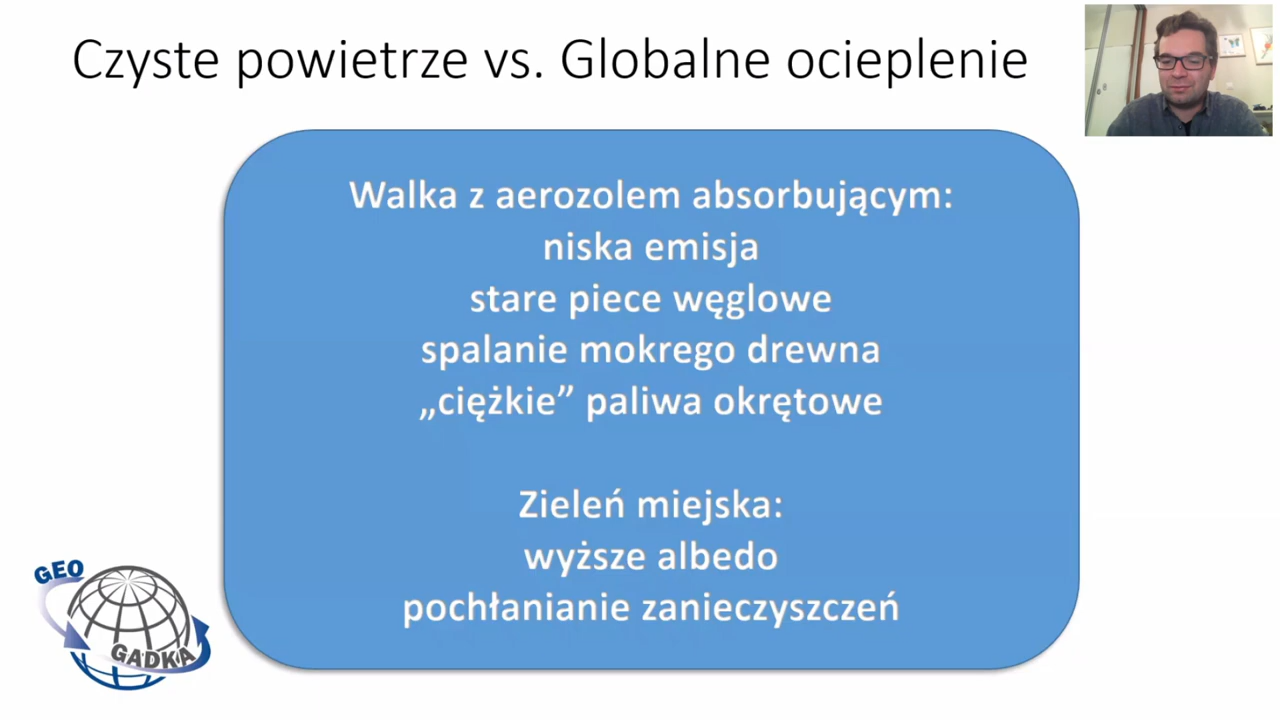 Czyste powietrze vs. Globalne ocieplenie
Walka z aerozolem absorbującym:
niska emisja
stare piece węglowe
spalanie mokrego drewna
„ciężkie” paliwa okrętowe
Zieleń miejska:
wyższe albedo
pochłanianie zanieczyszczeń
GEO
GADKA